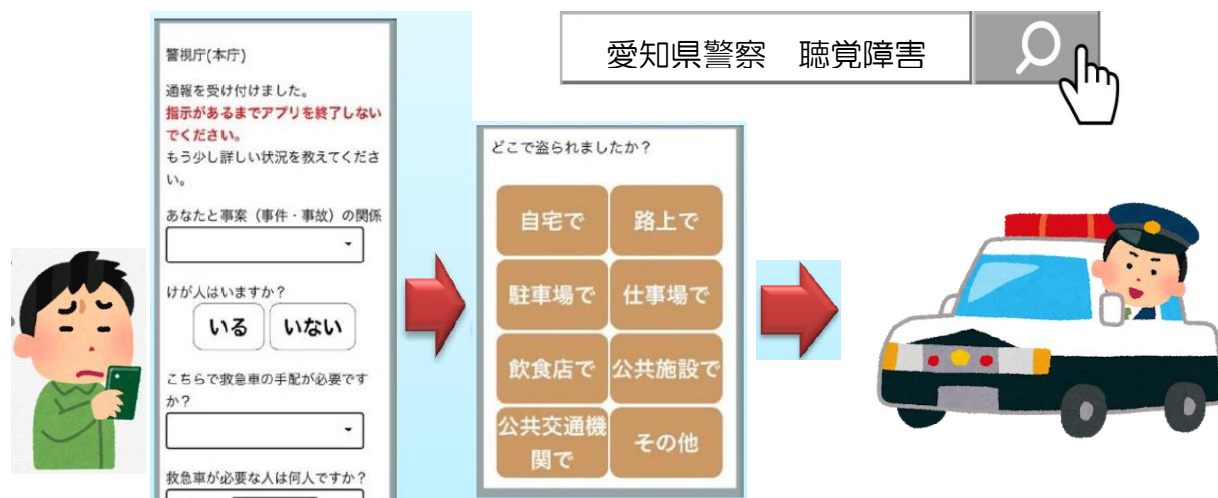 警視庁(本庁)
通報を受け付けました。
指示があるまでアプリを終了しない
でください。
もう少し詳しい状況を教えてくださ
い。
あなたと事案（事件・事故）の関係
けが人はいますか？
いる いない
こちらで救急車の手配が必要です
か？
救急車が必要な人は何人ですか？
愛知県警察　聴覚障害
どこで盗られましたか？
自宅で 路上で
駐車場で 仕事場で
飲食店で 公共施設で
公共交通機
関で
その他